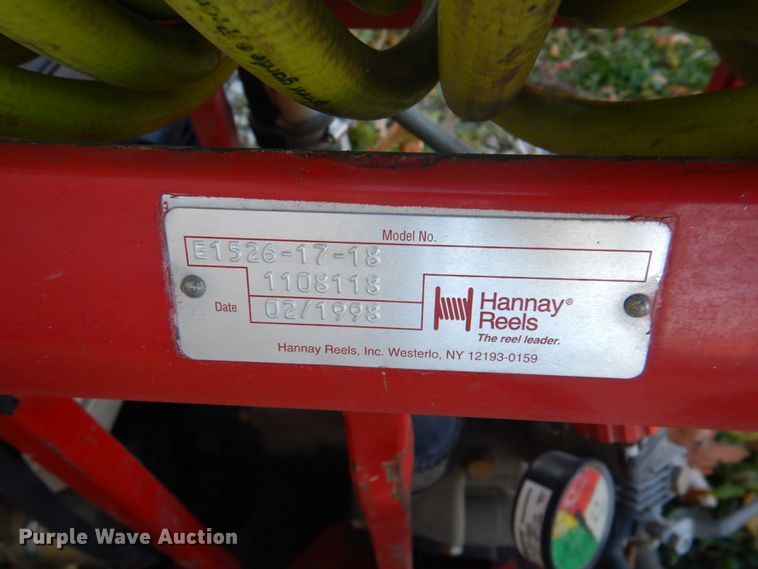 Model No.
E1526-17-18
1108118
Date 02/1998
Hannay®
Reels
The reel leader.
Hannay Reels, Inc. Westerlo, NY 12193-0159
Purple Wave Auction